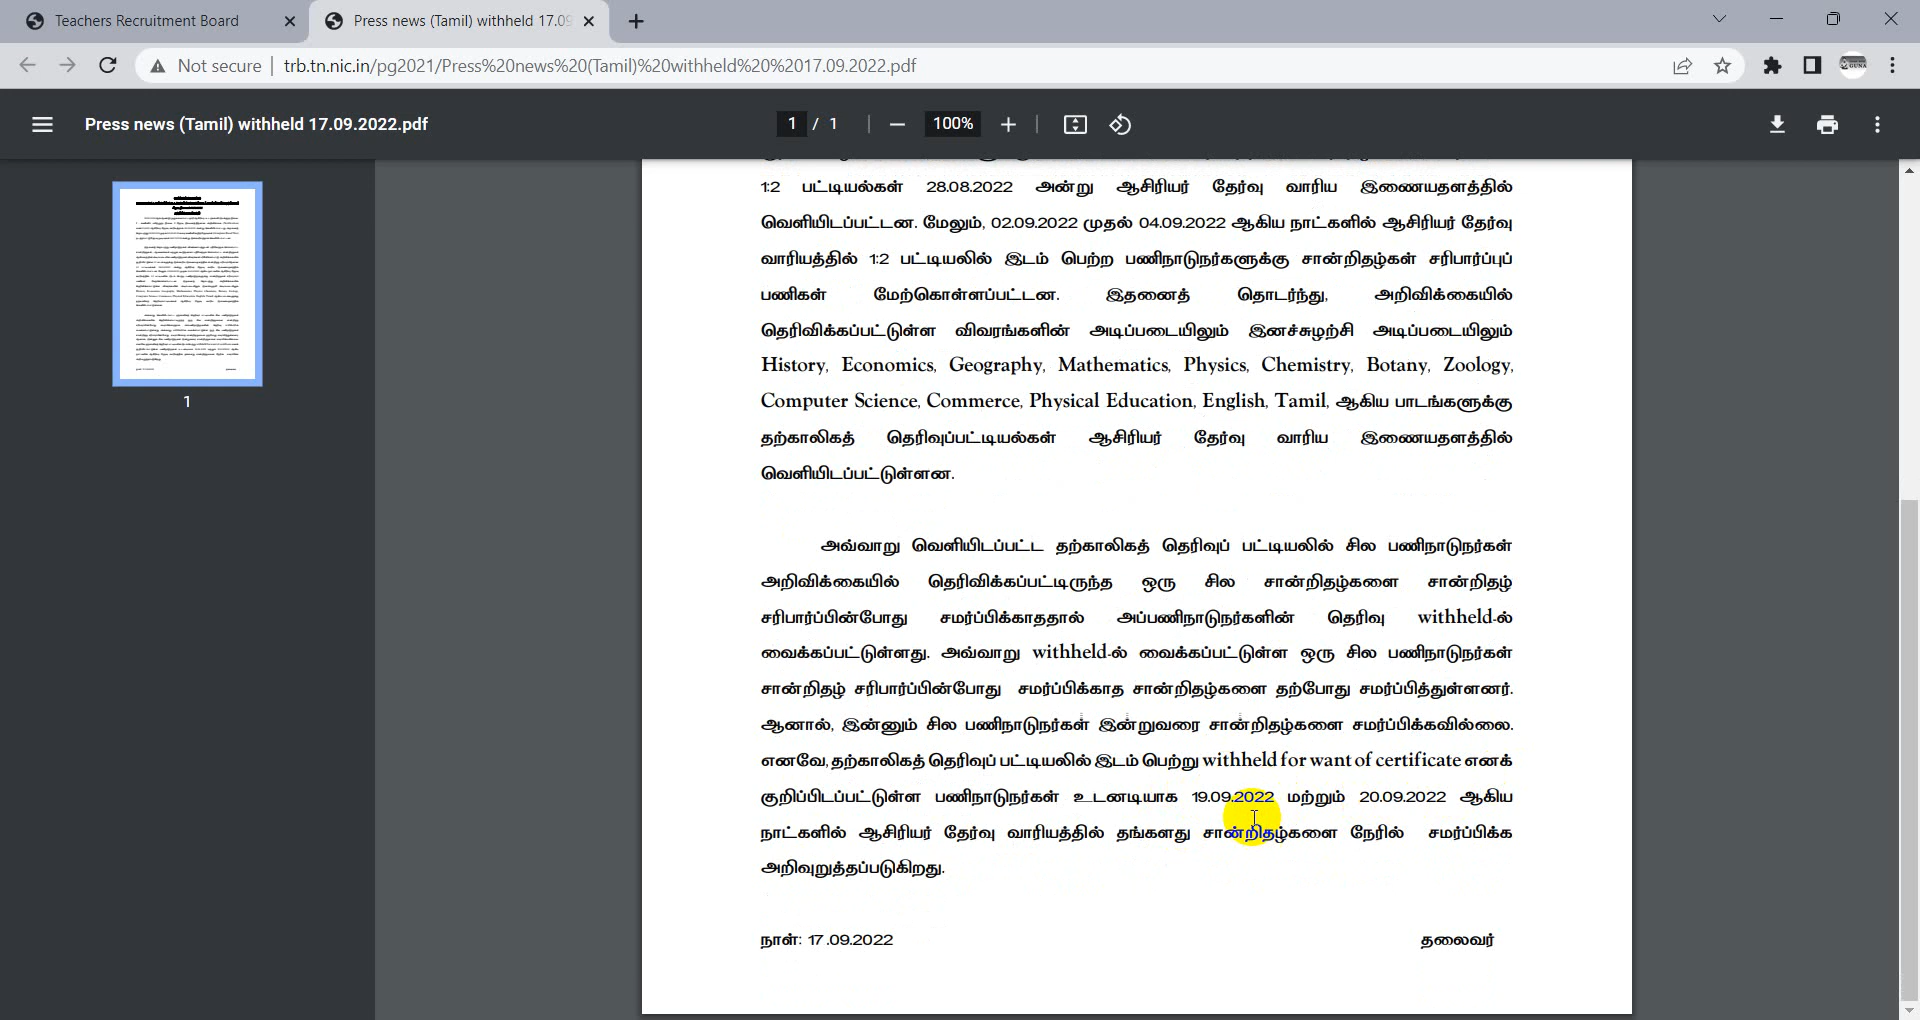 Teachers Recruitment Board
Press news (Tamil) withheld 17.09
Not secure
trb.tn.nic.in/pg2021/Press%20news%20(Tamil)%20withheld%20%2017.09.2022.pdf
Press news (Tamil) withheld 17.09.2022.pdf
1 / 1
100%
1
1:2 பட்டியல்கள் 28.08.2022 அன்று ஆசிரியர் தேர்வு வாரிய இணையதளத்தில்
வெளியிடப்பட்டன. மேலும், 02.09.2022 முதல் 04.09.2022 ஆகிய நாட்களில் ஆசிரியர் தேர்வு
வாரியத்தில் 1:2 பட்டியலில் இடம் பெற்ற பணிநாடுநர்களுக்கு சான்றிதழ்கள் சரிபார்ப்புப்
பணிகள் மேற்கொள்ளப்பட்டன. இதனைத் தொடர்ந்து, அறிவிக்கையில்
தெரிவிக்கப்பட்டுள்ள விவரங்களின் அடிப்படையிலும் இனச்சுழற்சி அடிப்படையிலும்
History, Economics, Geography, Mathematics, Physics, Chemistry, Botany, Zoology,
Computer Science, Commerce, Physical Education, English, Tamil, ஆகிய பாடங்களுக்கு
தற்காலிகத் தெரிவுப்பட்டியல்கள் ஆசிரியர் தேர்வு வாரிய இணையதளத்தில்
வெளியிடப்பட்டுள்ளன.
அவ்வாறு வெளியிடப்பட்ட தற்காலிகத் தெரிவுப் பட்டியலில் சில பணிநாடுநர்கள்
அறிவிக்கையில் தெரிவிக்கப்பட்டிருந்த ஒரு சில சான்றிதழ்களை சான்றிதழ்
சரிபார்ப்பின்போது சமர்ப்பிக்காததால் அப்பணிநாடுநர்களின் தெரிவு withheld-ல்
வைக்கப்பட்டுள்ளது. அவ்வாறு withheld-ல் வைக்கப்பட்டுள்ள ஒரு சில பணிநாடுநர்கள்
சான்றிதழ் சரிபார்ப்பின்போது சமர்ப்பிக்காத சான்றிதழ்களை தற்போது சமர்ப்பித்துள்ளனர்.
ஆனால், இன்னும் சில பணிநாடுநர்கள் இன்றுவரை சான்றிதழ்களை சமர்ப்பிக்கவில்லை.
எனவே, தற்காலிகத் தெரிவுப் பட்டியலில் இடம் பெற்று withheld for want of certificate எனக்
குறிப்பிடப்பட்டுள்ள பணிநாடுநர்கள் உடனடியாக 19.09.2022 மற்றும் 20.09.2022 ஆகிய
நாட்களில் ஆசிரியர் தேர்வு வாரியத்தில் தங்களது சான்றிதழ்களை நேரில் சமர்ப்பிக்க
அறிவுறுத்தப்படுகிறது.
நாள்: 17.09.2022 தலைவர்